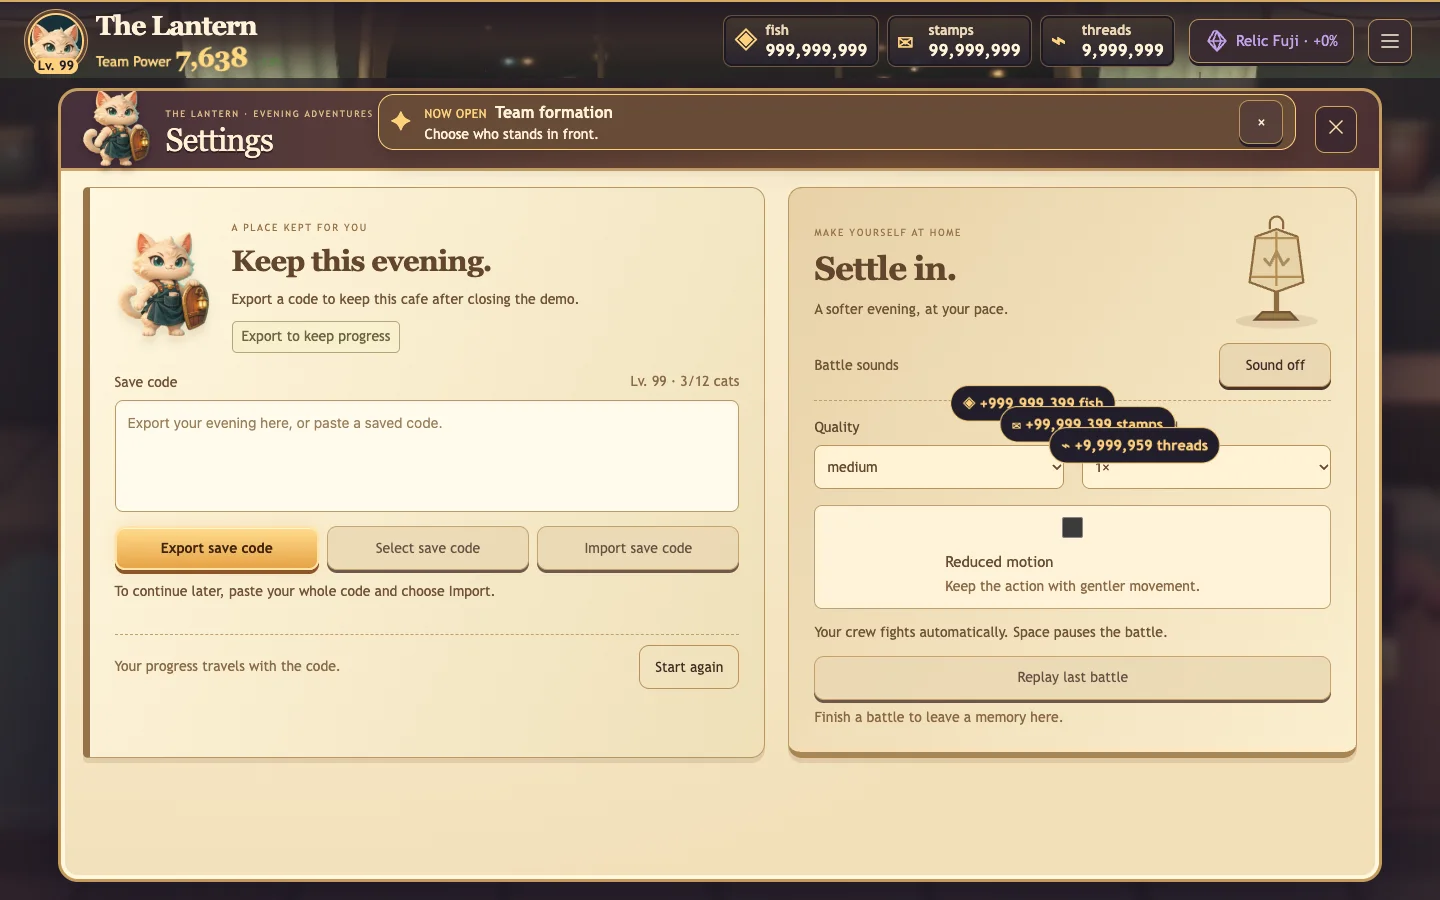 The Lantern
Lv. 99
Team Power 7,638
fish
999,999,999
stamps
99,999,999
threads
9,999,999
Relic Fuji · +0%
THE LANTERN · EVENING ADVENTURES
Settings
NOW OPEN Team formation
Choose who stands in front.
×
A PLACE KEPT FOR YOU
Keep this evening.
Export a code to keep this cafe after closing the demo.
Export to keep progress
Save code
Lv. 99 · 3/12 cats
Export your evening here, or paste a saved code.
Export save code
Select save code
Import save code
To continue later, paste your whole code and choose Import.
Your progress travels with the code.
Start again
MAKE YOURSELF AT HOME
Settle in.
A softer evening, at your pace.
Battle sounds
Sound off
+999,999,399 fish
+99,999,399 stamps
+9,999,959 threads
Quality
medium
1×
Reduced motion
Keep the action with gentler movement.
Your crew fights automatically. Space pauses the battle.
Replay last battle
Finish a battle to leave a memory here.